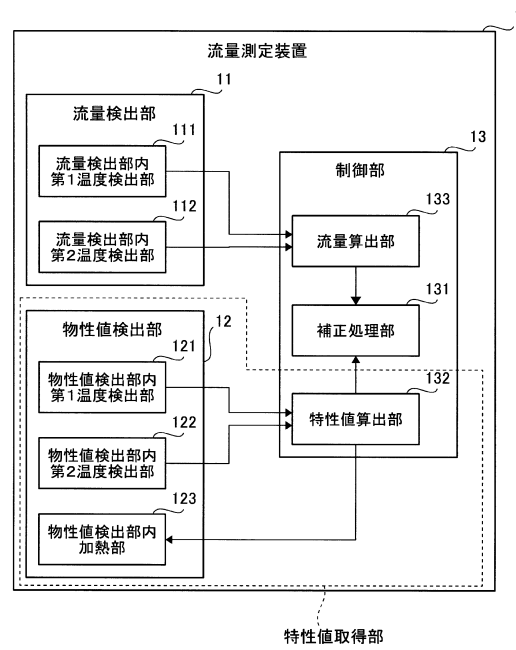 流量測定装置
11
流量検出部
111
流量検出部内
第1温度検出部
112
流量検出部内
第2温度検出部
13
制御部
133
流量算出部
131
補正処理部
12
物性値検出部
121
物性値検出部内
第1温度検出部
132
特性値算出部
122
物性値検出部内
第2温度検出部
123
物性値検出部内
加熱部
特性値取得部